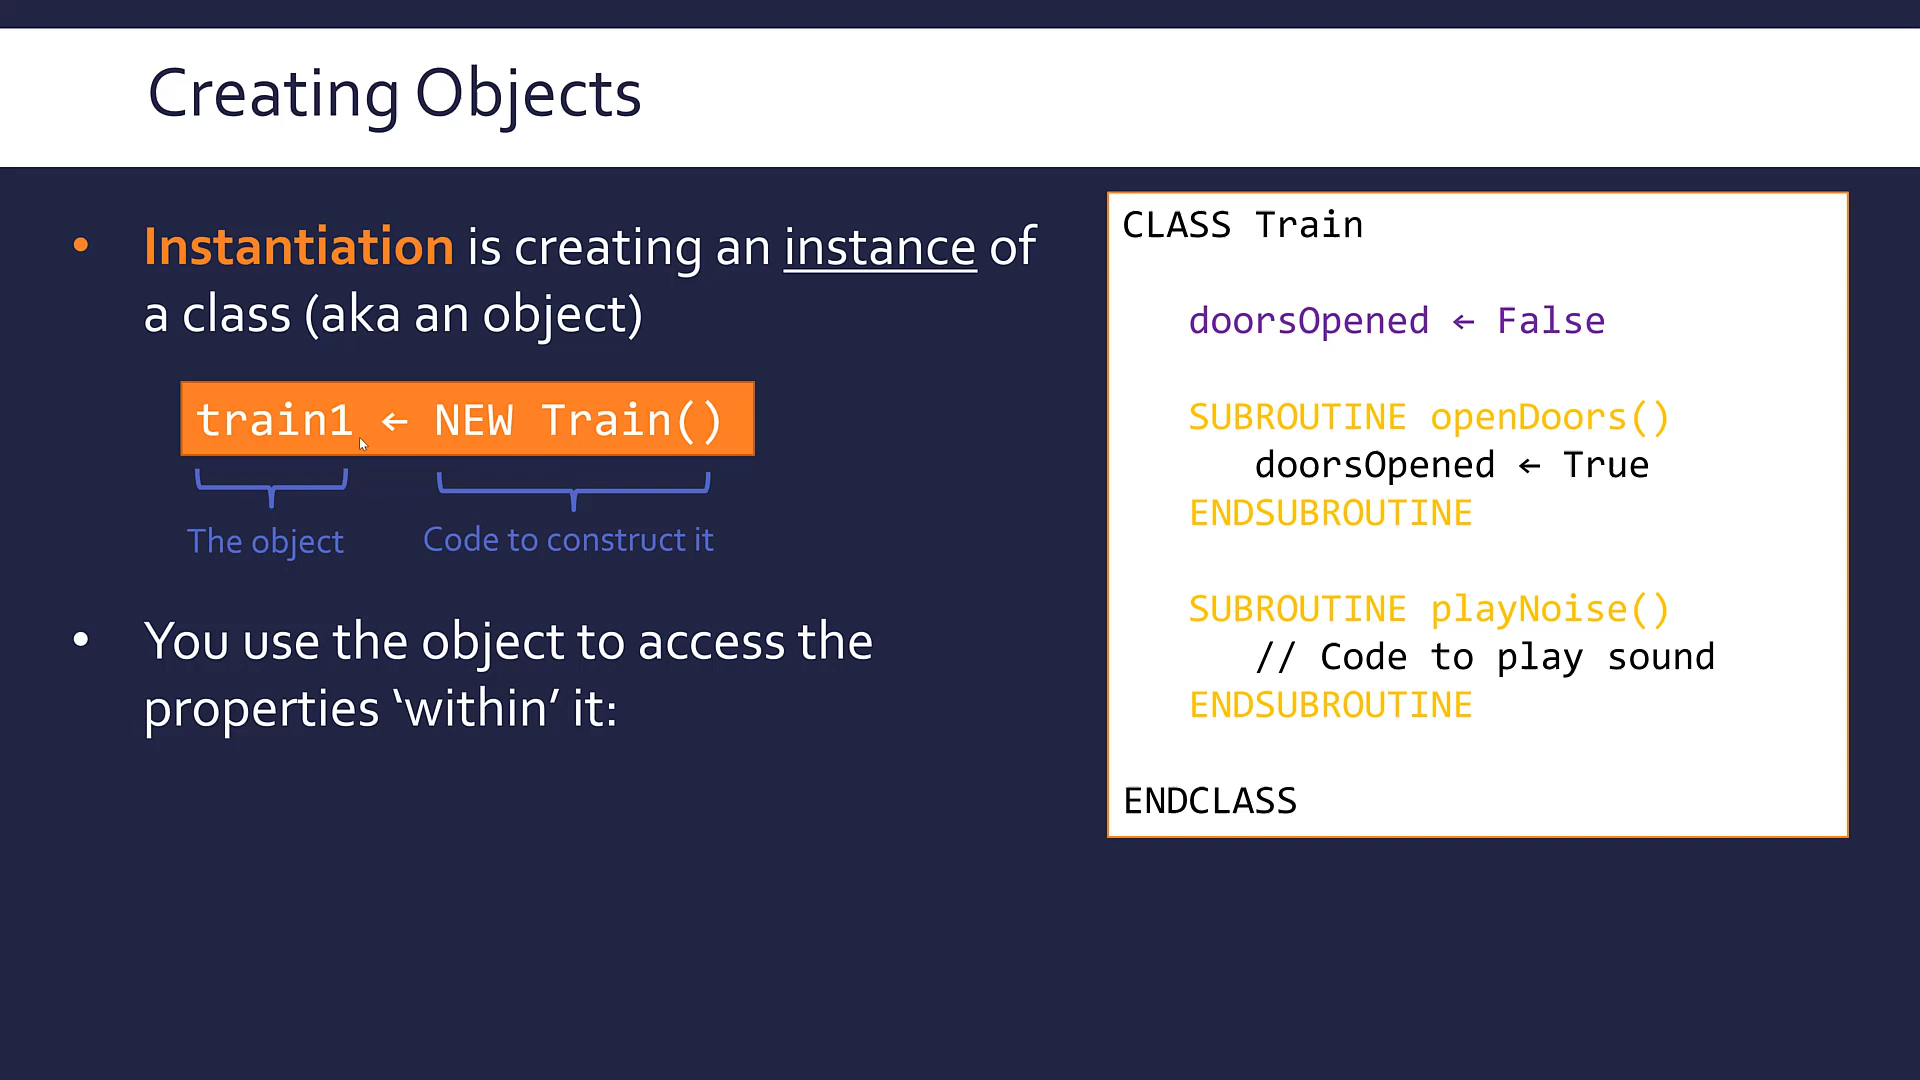 Creating Objects
• Instantiation is creating an instance of
a class (aka an object)
train1 ← NEW Train()
The object
Code to construct it
• You use the object to access the
properties ‘within’ it:
CLASS Train
doorsOpened ← False
SUBROUTINE openDoors()
doorsOpened ← True
ENDSUBROUTINE
SUBROUTINE playNoise()
// Code to play sound
ENDSUBROUTINE
ENDCLASS